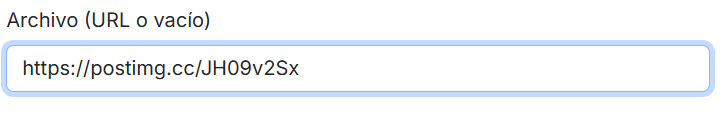 Archivo (URL o vacío)
https://postimg.cc/JH09v2Sx